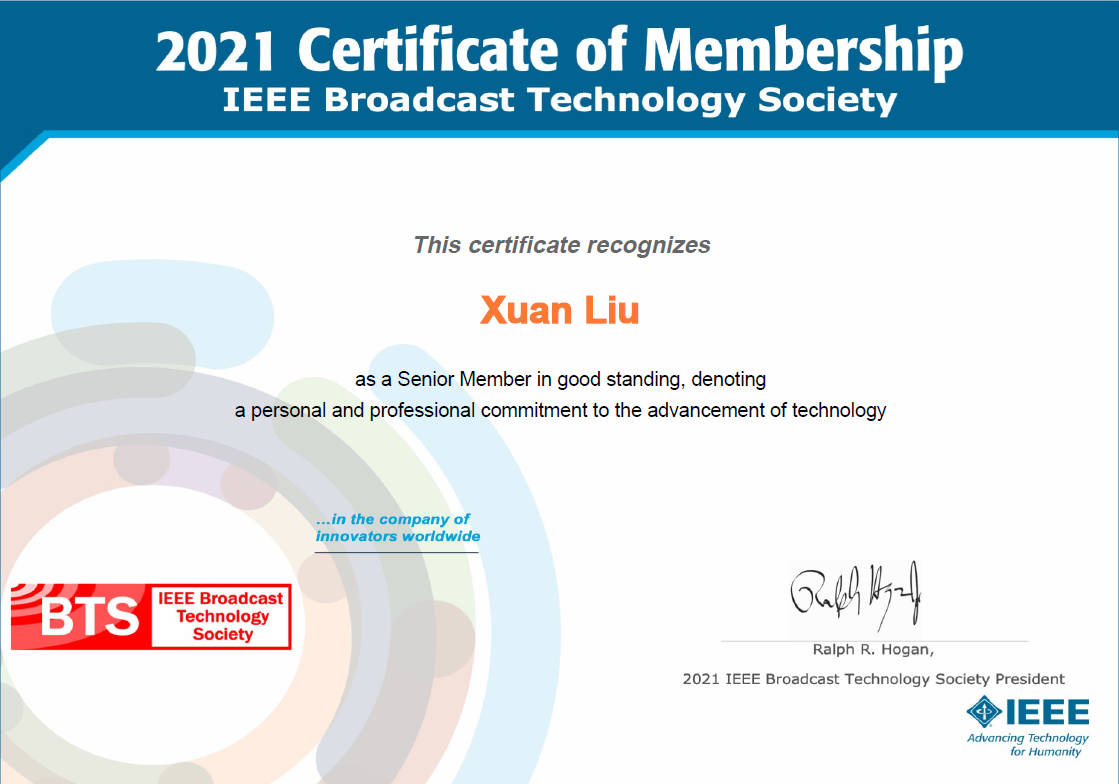 2021 Certificate of Membership
IEEE Broadcast Technology Society
This certificate recognizes
Xuan Liu
as a Senior Member in good standing, denoting
a personal and professional commitment to the advancement of technology
...in the company of
innovators worldwide
BTS
IEEE Broadcast
Technology
Society
Ralph R. Hogan,
2021 IEEE Broadcast Technology Society President
IEEE
Advancing Technology
for Humanity